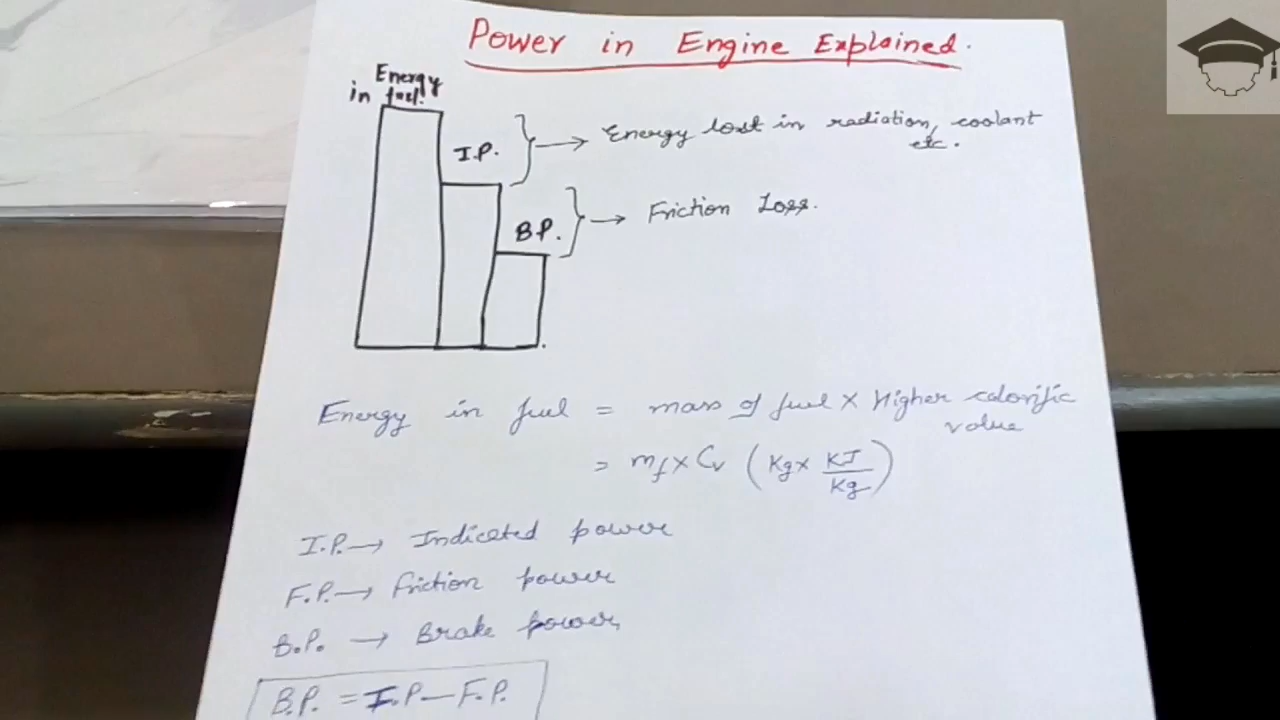 Power in Engine Explained.
Energy
in fuel.
I.P.
Energy lost in radiation, coolant
etc.
B.P.
Friction Loss.
Energy in fuel = mass of fuel × Higher calorific
value
= mf × Cv (Kg × KJ/Kg)
I.P. → Indicated power
F.P. → Friction power
B.P. → Brake power,
B.P. = I.P - F.P.